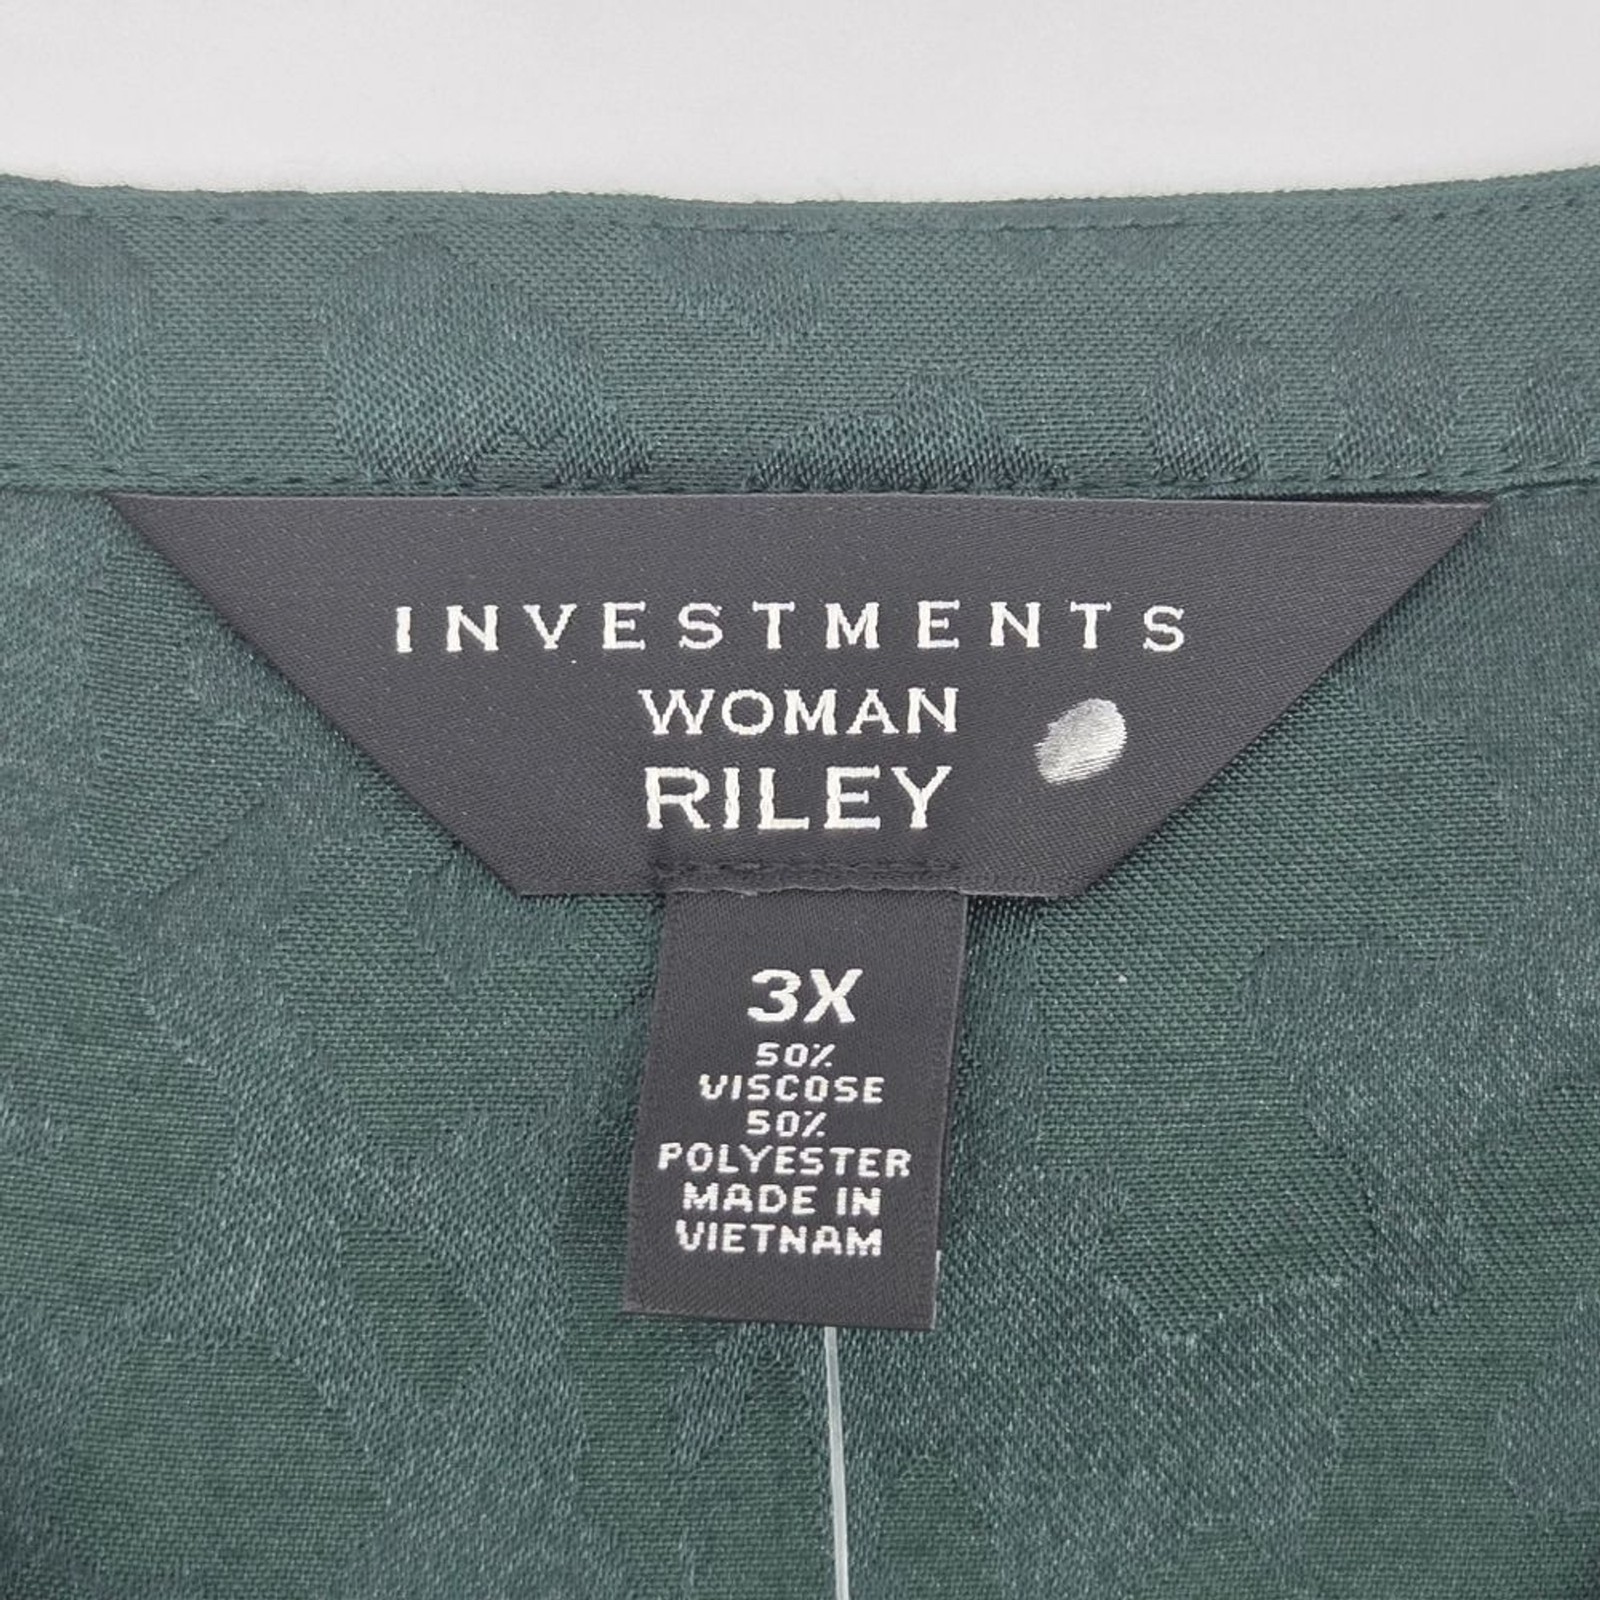 INVESTMENTS
WOMAN
RILEY
3X
50%
VISCOSE
50%
POLYESTER
MADE IN
VIETNAM